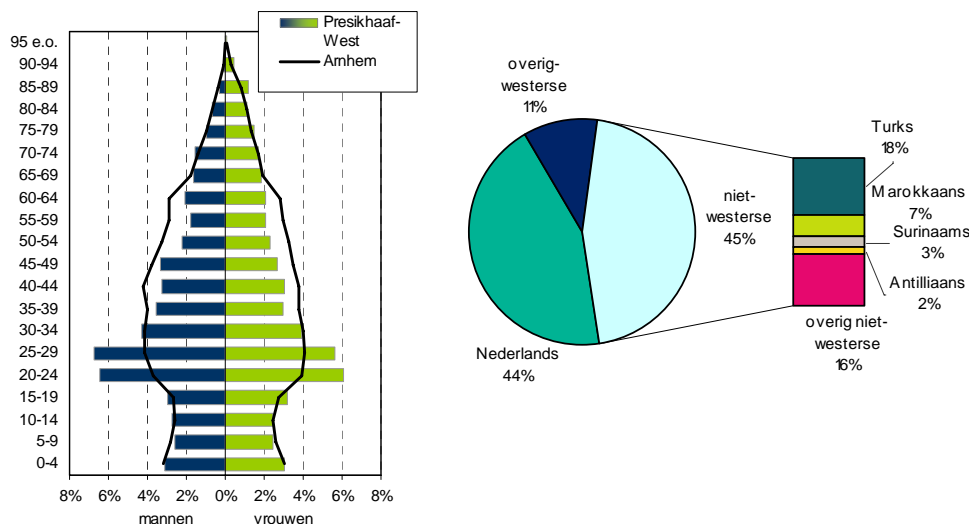 Presikhaaf-
West
Arnhem
95 e.o.
90-94
85-89
80-84
75-79
70-74
65-69
60-64
55-59
50-54
45-49
40-44
35-39
30-34
25-29
20-24
15-19
10-14
5-9
0-4
8% 6% 4% 2% 0% 2% 4% 6% 8%
mannen vrouwen
overig-
westerse
11%
niet-
westerse
45%
Nederlands
44%
Turks
18%
Marokkaans
7%
Surinaams
3%
Antilliaans
2%
overig niet-
westerse
16%